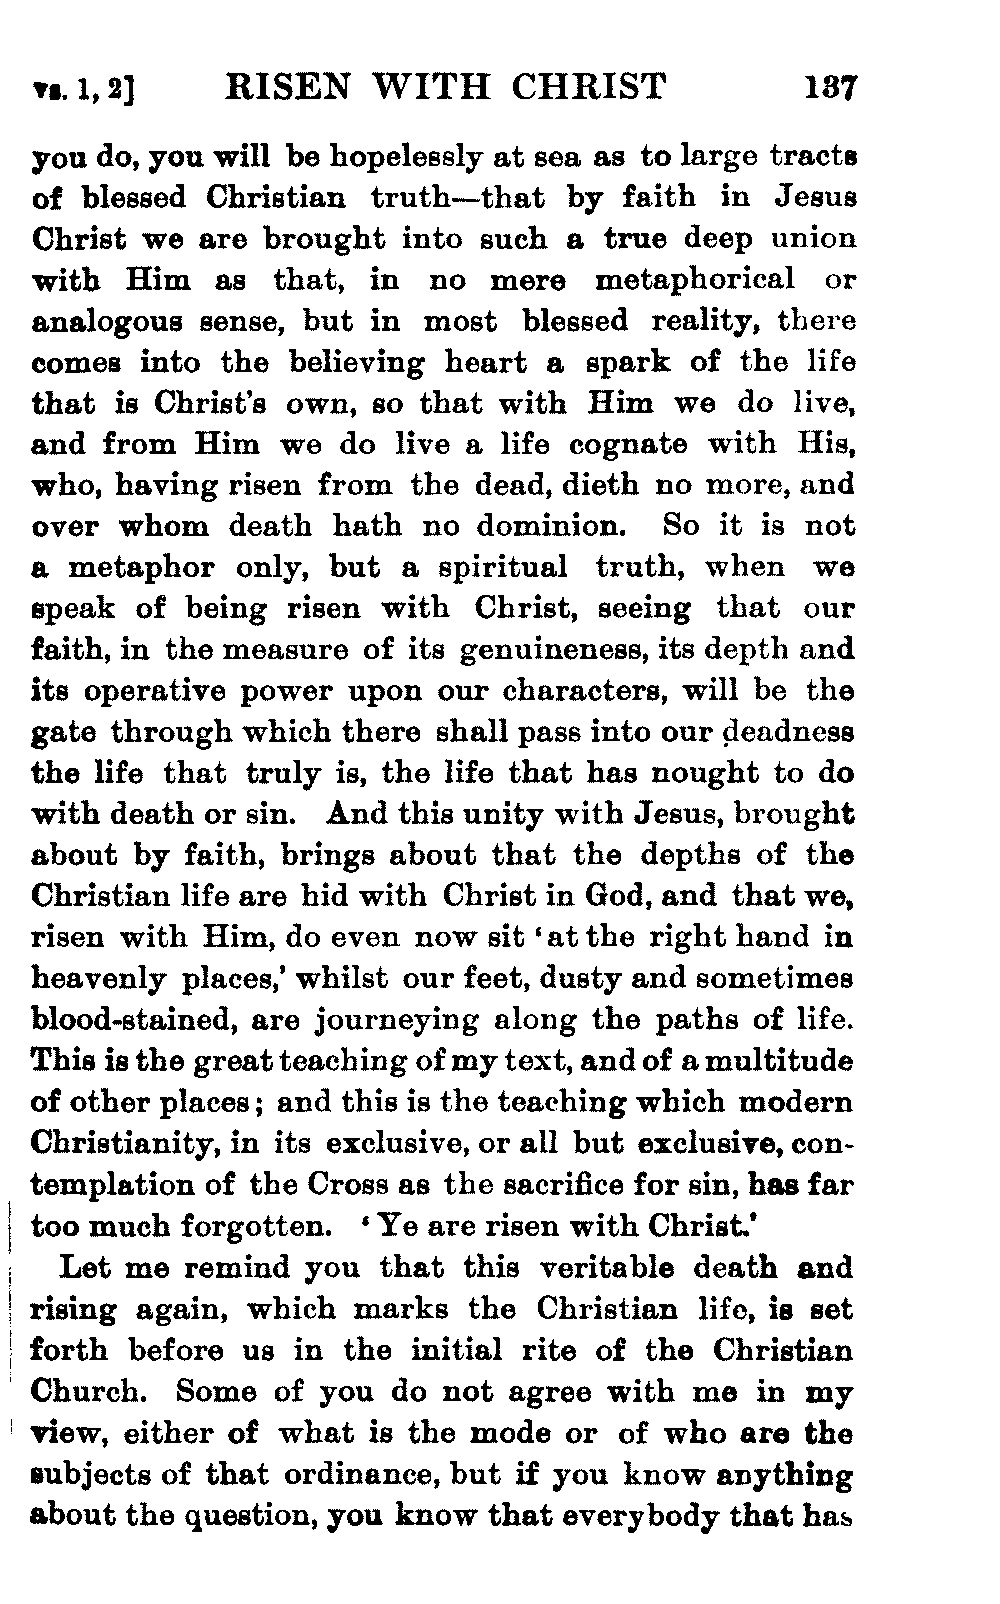 vs. 1, 2] RISEN WITH CHRIST 137
you do, you will be hopelessly at sea as to large tracts
of blessed Christian truth—that by faith in Jesus
Christ we are brought into such a true deep union
with Him as that, in no mere metaphorical or
analogous sense, but in most blessed reality, there
comes into the believing heart a spark of the life
that is Christ's own, so that with Him we do live,
and from Him we do live a life cognate with His,
who, having risen from the dead, dieth no more, and
over whom death hath no dominion. So it is not
a metaphor only, but a spiritual truth, when we
speak of being risen with Christ, seeing that our
faith, in the measure of its genuineness, its depth and
its operative power upon our characters, will be the
gate through which there shall pass into our deadness
the life that truly is, the life that has nought to do
with death or sin. And this unity with Jesus, brought
about by faith, brings about that the depths of the
Christian life are hid with Christ in God, and that we,
risen with Him, do even now sit ‘at the right hand in
heavenly places,’ whilst our feet, dusty and sometimes
blood-stained, are journeying along the paths of life.
This is the great teaching of my text, and of a multitude
of other places; and this is the teaching which modern
Christianity, in its exclusive, or all but exclusive, con-
templation of the Cross as the sacrifice for sin, has far
too much forgotten. ‘Ye are risen with Christ.’
Let me remind you that this veritable death and
rising again, which marks the Christian life, is set
forth before us in the initial rite of the Christian
Church. Some of you do not agree with me in my
view, either of what is the mode or of who are the
subjects of that ordinance, but if you know anything
about the question, you know that everybody that has